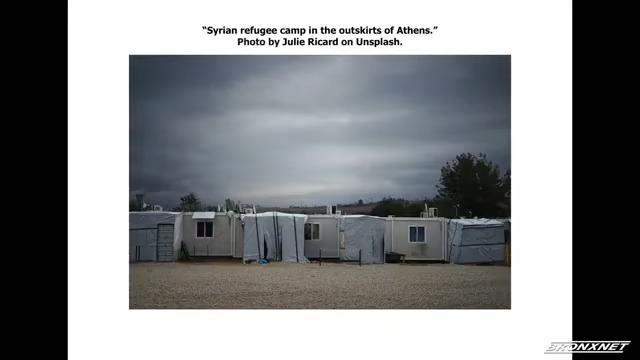 “Syrian refugee camp in the outskirts of Athens.”
Photo by Julie Ricard on Unsplash.
BRONXNET